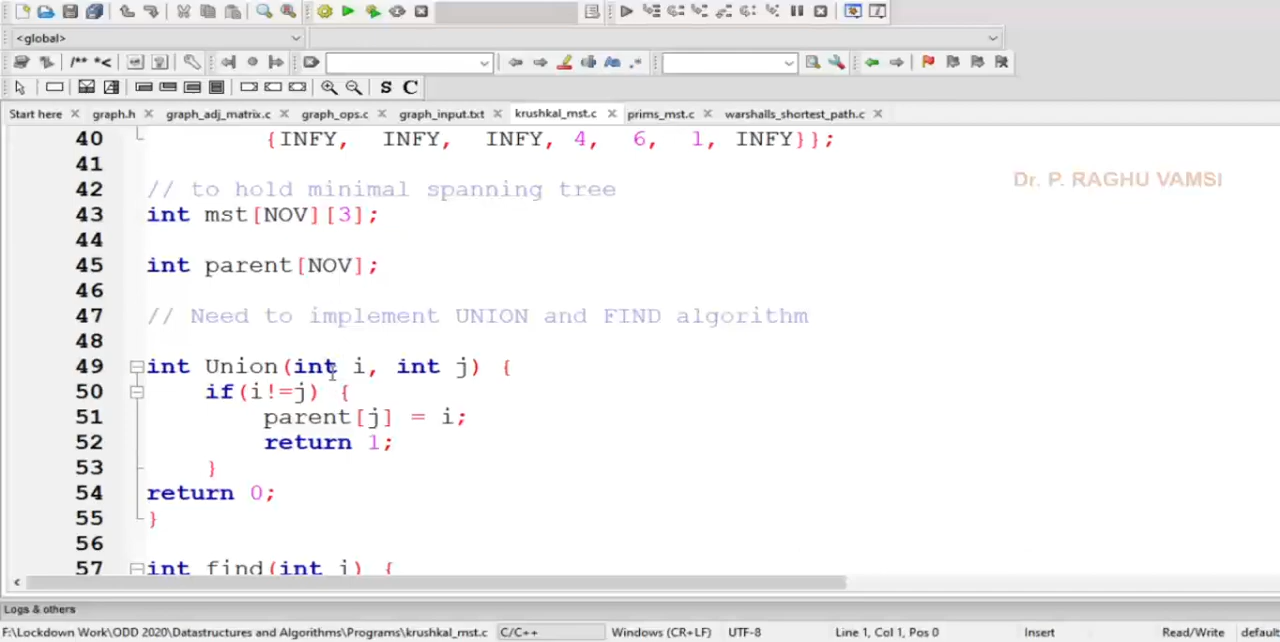 <global>
/** *<
S C
Start here graph.h graph_adj_matrix.c graph_ops.c graph_input.txt krushkal_mst.c prims_mst.c warshalls_shortest_path.c
40 {INFY, INFY, INFY, 4, 6, 1, INFY}};
41
Dr. P. RAGHU VAMSI
42 // to hold minimal spanning tree
43 int mst[NOV][3];
44
45 int parent[NOV];
46
47 // Need to implement UNION and FIND algorithm
48
49 int Union(int i, int j) {
50 if(i!=j) {
51 parent[j] = i;
52 return 1;
53 }
54 return 0;
55 }
56
57 int find(int i) {
Logs & others
F:\Lockdown Work\ODD 2020\Datastructures and Algorithms\Programs\krushkal_mst.c C/C++ Windows (CR+LF) UTF-8 Line 1, Col 1, Pos 0 Insert Read/Write default